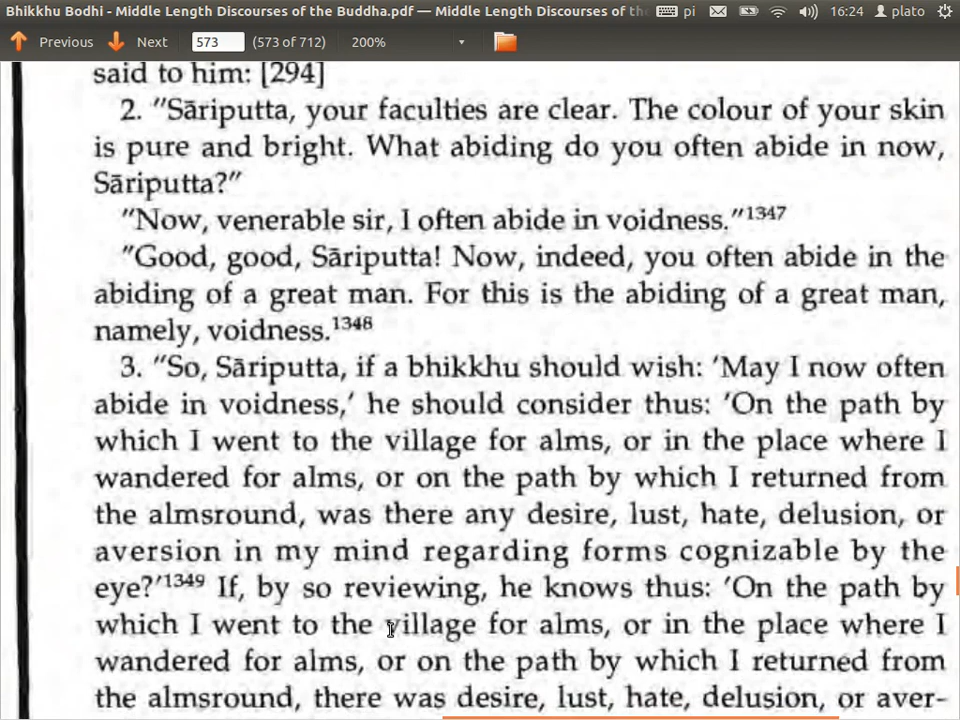 Bhikkhu Bodhi - Middle Length Discourses of the Buddha.pdf — Middle Length Discourses of the pi 16:24 plato
Previous Next 573 (573 of 712) 200%
said to him: [294]
2. "Sāriputta, your faculties are clear. The colour of your skin
is pure and bright. What abiding do you often abide in now,
Sāriputta?"
"Now, venerable sir, I often abide in voidness."1347
"Good, good, Sāriputta! Now, indeed, you often abide in the
abiding of a great man. For this is the abiding of a great man,
namely, voidness.1348
3. "So, Sāriputta, if a bhikkhu should wish: 'May I now often
abide in voidness,' he should consider thus: 'On the path by
which I went to the village for alms, or in the place where I
wandered for alms, or on the path by which I returned from
the almsround, was there any desire, lust, hate, delusion, or
aversion in my mind regarding forms cognizable by the
eye?'1349 If, by so reviewing, he knows thus: 'On the path by
which I went to the village for alms, or in the place where I
wandered for alms, or on the path by which I returned from
the almsround, there was desire, lust, hate, delusion, or aver-